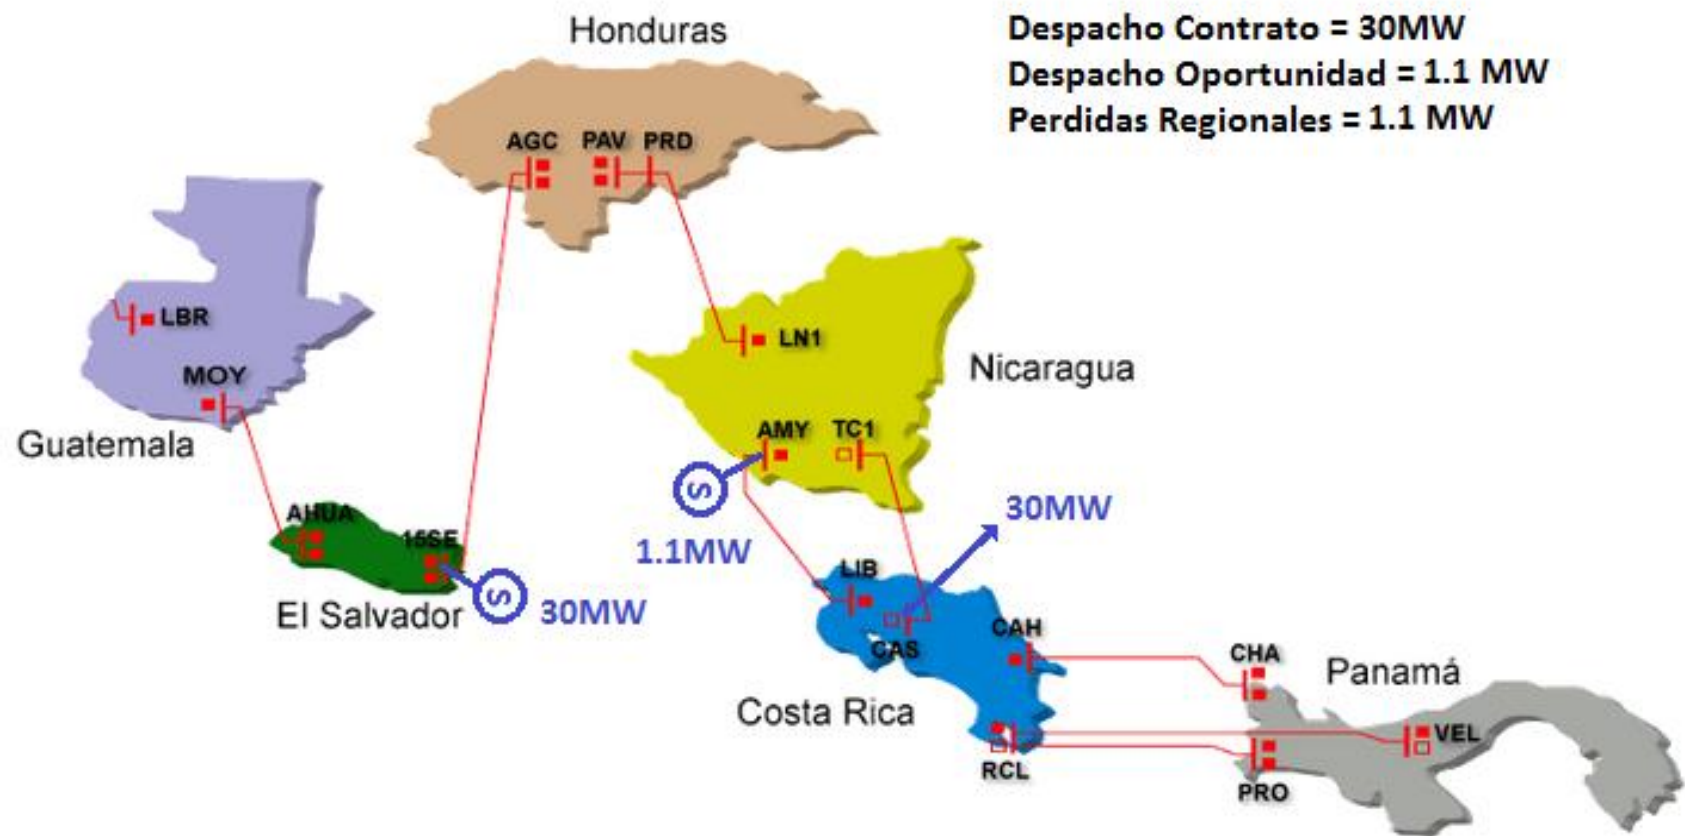 Honduras
Despacho Contrato = 30MW
Despacho Oportunidad = 1.1 MW
Perdidas Regionales = 1.1 MW
AGC PAV PRD
LBR
MOY
Guatemala
LN1
Nicaragua
AMY TC1
S
1.1MW
30MW
AHUA
15SE
S
30MW
El Salvador
LIB
CAS
CAH
Costa Rica
RCL
CHA
Panamá
VEL
PRO